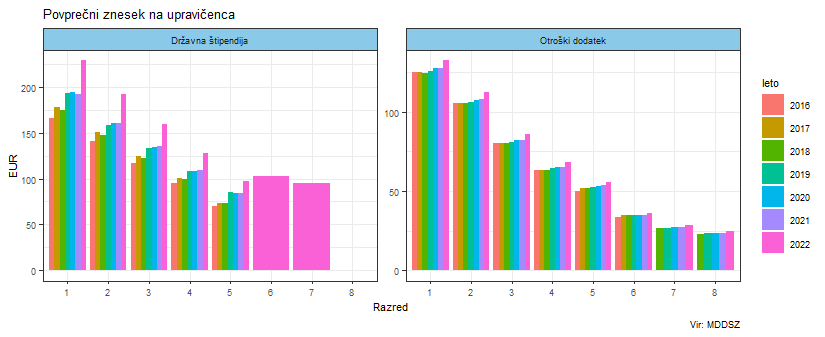 Povprečni znesek na upravičenca
Državna štipendija
Otroški dodatek
EUR
200
150
100
50
0
100
50
0
1 2 3 4 5 6 7 8
1 2 3 4 5 6 7 8
Razred
leto
2016
2017
2018
2019
2020
2021
2022
Vir: MDDSZ